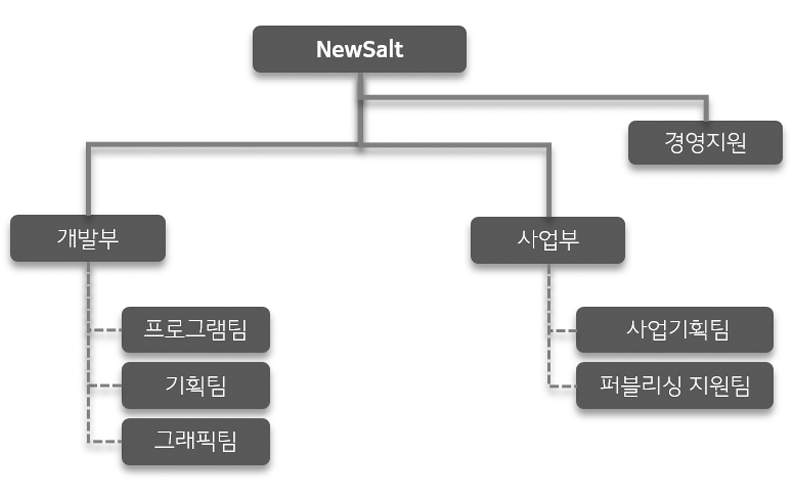 NewSalt
경영지원
개발부
사업부
프로그램팀
기획팀
그래픽팀
사업기획팀
퍼블리싱 지원팀